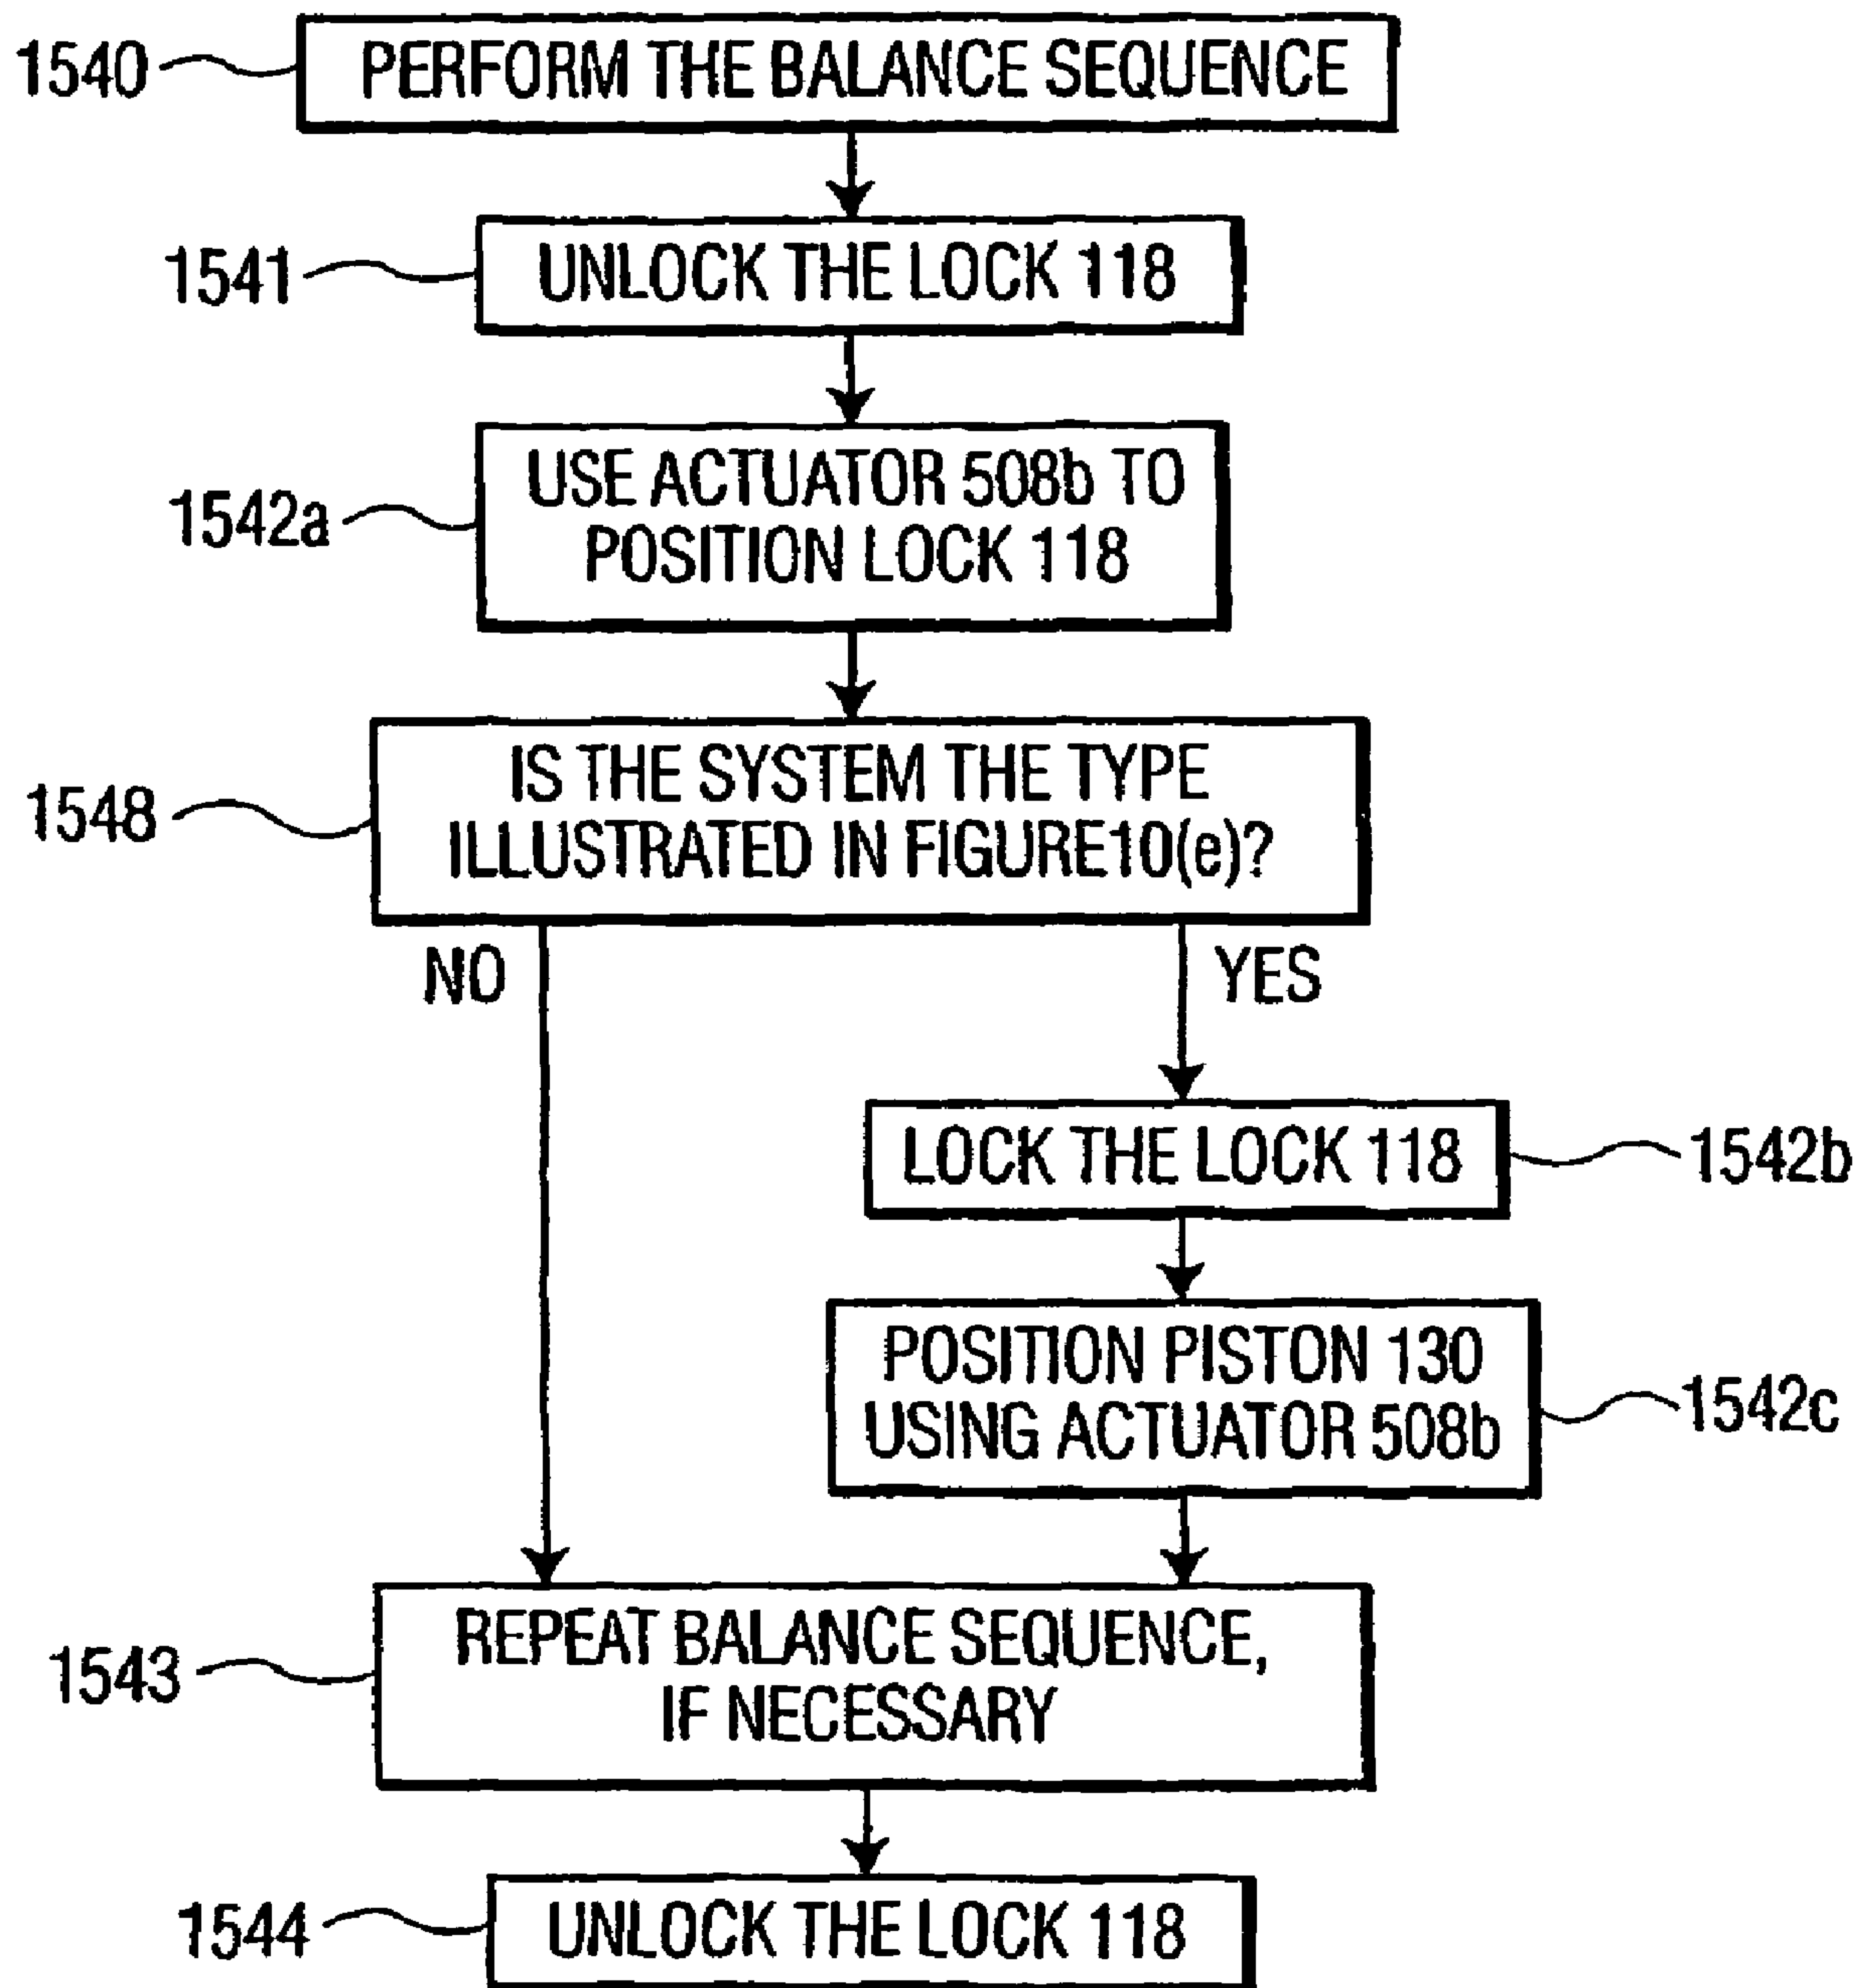 1540
PERFORM THE BALANCE SEQUENCE
1541
UNLOCK THE LOCK 118
1542a
USE ACTUATOR 508b TO
POSITION LOCK 118
1548
IS THE SYSTEM THE TYPE
ILLUSTRATED IN FIGURE10(e)?
NO
YES
LOCK THE LOCK 118
1542b
POSITION PISTON 130
USING ACTUATOR 508b
1542c
1543
REPEAT BALANCE SEQUENCE,
IF NECESSARY
1544
UNLOCK THE LOCK 118